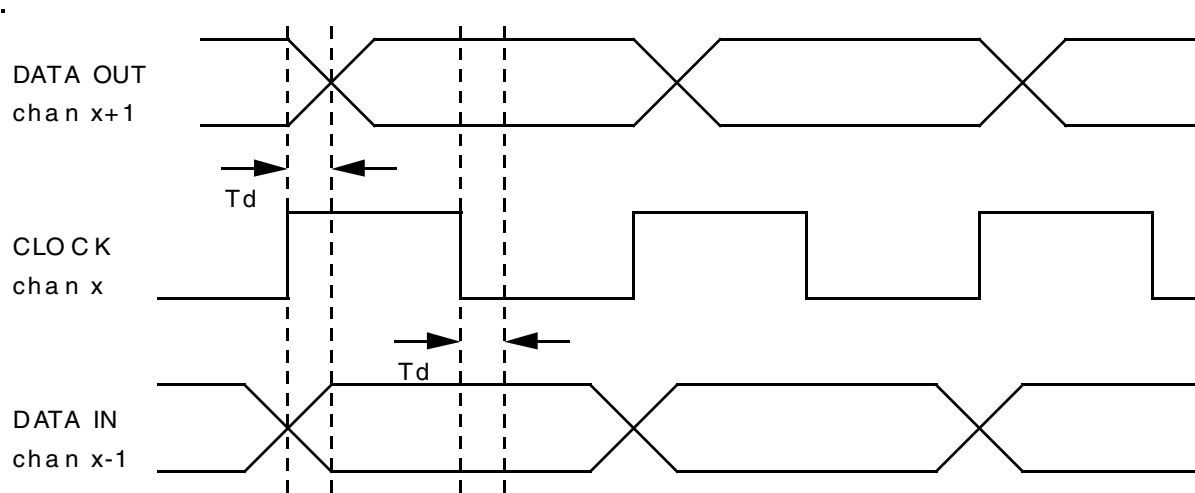 .
DATA OUT
chan x+1
Td
CLOCK
chan x
Td
DATA IN
chan x-1